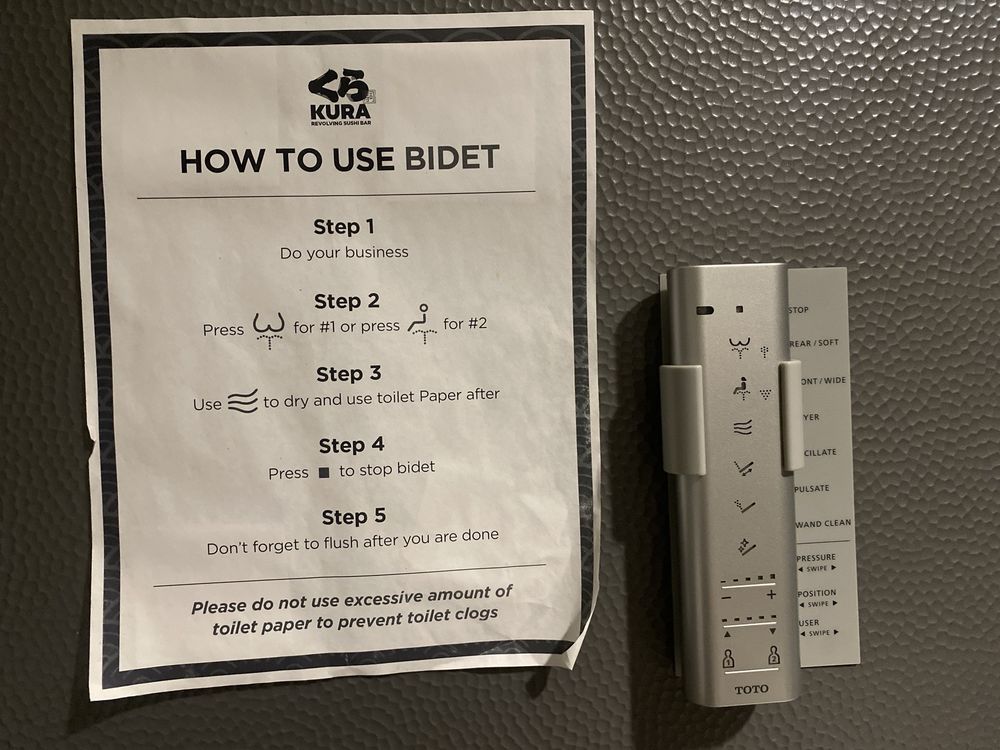 くら
KURA
REVOLVING SUSHI BAR
HOW TO USE BIDET
Step 1
Do your business
Step 2
Press for #1 or press for #2
Step 3
Use to dry and use toilet Paper after
Step 4
Press ■ to stop bidet
Step 5
Don't forget to flush after you are done
Please do not use excessive amount of
toilet paper to prevent toilet clogs
STOP
REAR / SOFT
ONT / WIDE
YER
CILLATE
PULSATE
WAND CLEAN
PRESSURE
◀ SWIPE ▶
POSITION
◀ SWIPE ▶
USER
◀ SWIPE ▶
− +
▲ ▼
1 2
TOTO